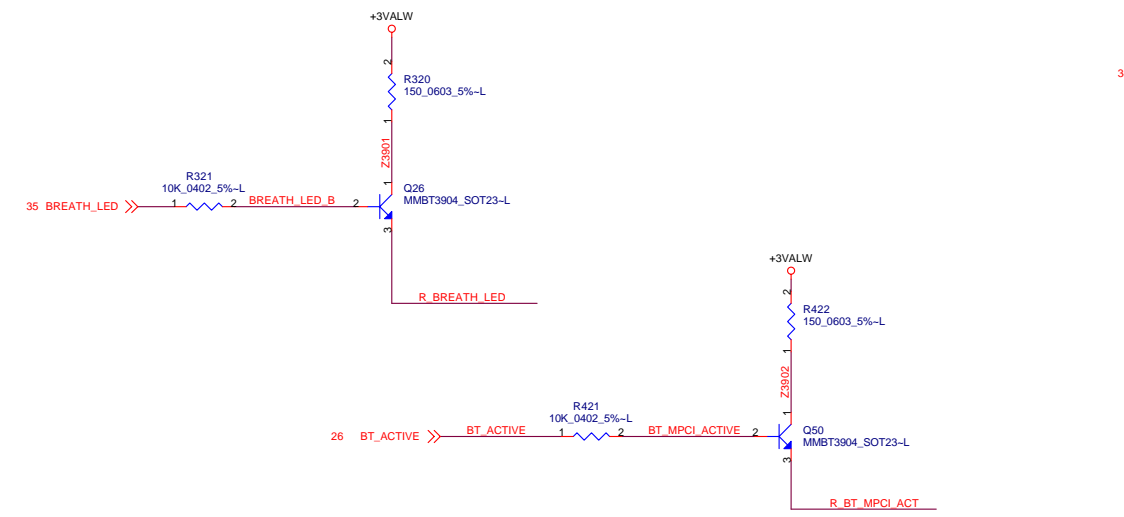 +3VALW
3
2
R320
150_0603_5%~L
1
Z3901
R321
10K_0402_5%~L
1
Q26
MMBT3904_SOT23~L
35 BREATH_LED
1
2
BREATH_LED_B
2
3
+3VALW
R_BREATH_LED
2
R422
150_0603_5%~L
1
Z3902
R421
10K_0402_5%~L
1
Q50
MMBT3904_SOT23~L
26 BT_ACTIVE
BT_ACTIVE
1
2
BT_MPCI_ACTIVE
2
3
R_BT_MPCI_ACT